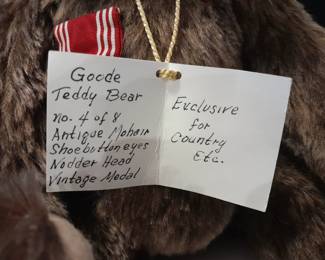 Goode
Teddy Bear
no. 4 of 8
Antique Mohair
Shoebutton eyes
Nodder Head
Vintage Medal
Exclusive
for
Country
Etc.